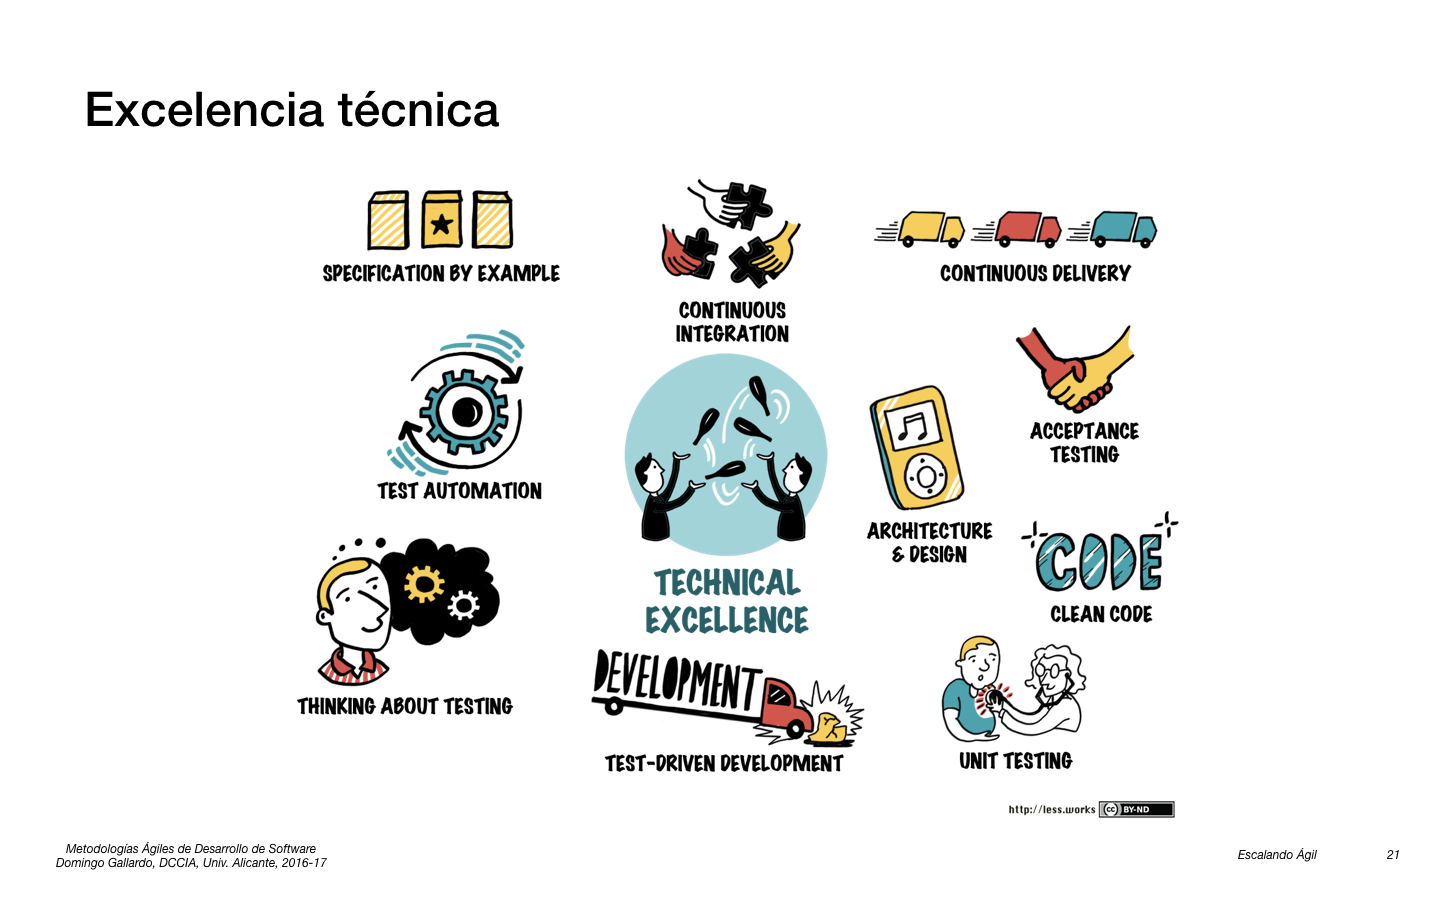 Excelencia técnica
SPECIFICATION BY EXAMPLE
CONTINUOUS
INTEGRATION
CONTINUOUS DELIVERY
TEST AUTOMATION
ACCEPTANCE
TESTING
ARCHITECTURE
& DESIGN
CODE
CLEAN CODE
TECHNICAL
EXCELLENCE
THINKING ABOUT TESTING
DEVELOPMENT
TEST-DRIVEN DEVELOPMENT
UNIT TESTING
http://less.works cc BY-ND
Metodologías Ágiles de Desarrollo de Software
Domingo Gallardo, DCCIA, Univ. Alicante, 2016-17
Escalando Ágil
21